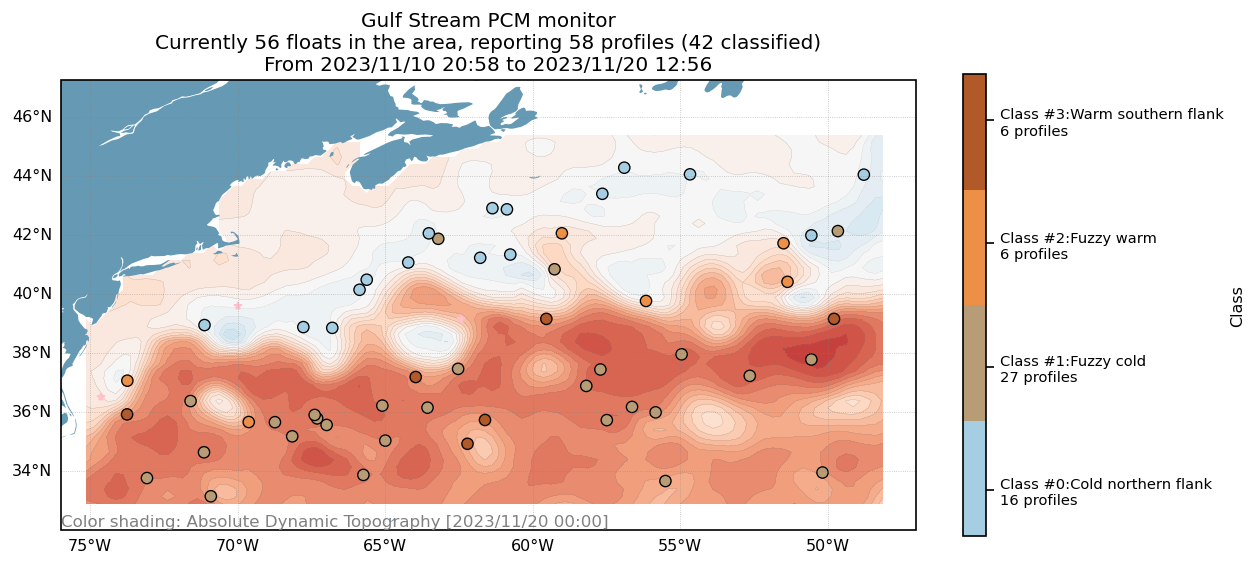 Gulf Stream PCM monitor
Currently 56 floats in the area, reporting 58 profiles (42 classified)
From 2023/11/10 20:58 to 2023/11/20 12:56
46°N
44°N
42°N
40°N
38°N
36°N
34°N
Color shading: Absolute Dynamic Topography [2023/11/20 00:00]
75°W
70°W
65°W
60°W
55°W
50°W
Class #3:Warm southern flank
6 profiles
Class #2:Fuzzy warm
6 profiles
Class #1:Fuzzy cold
27 profiles
Class #0:Cold northern flank
16 profiles
Class